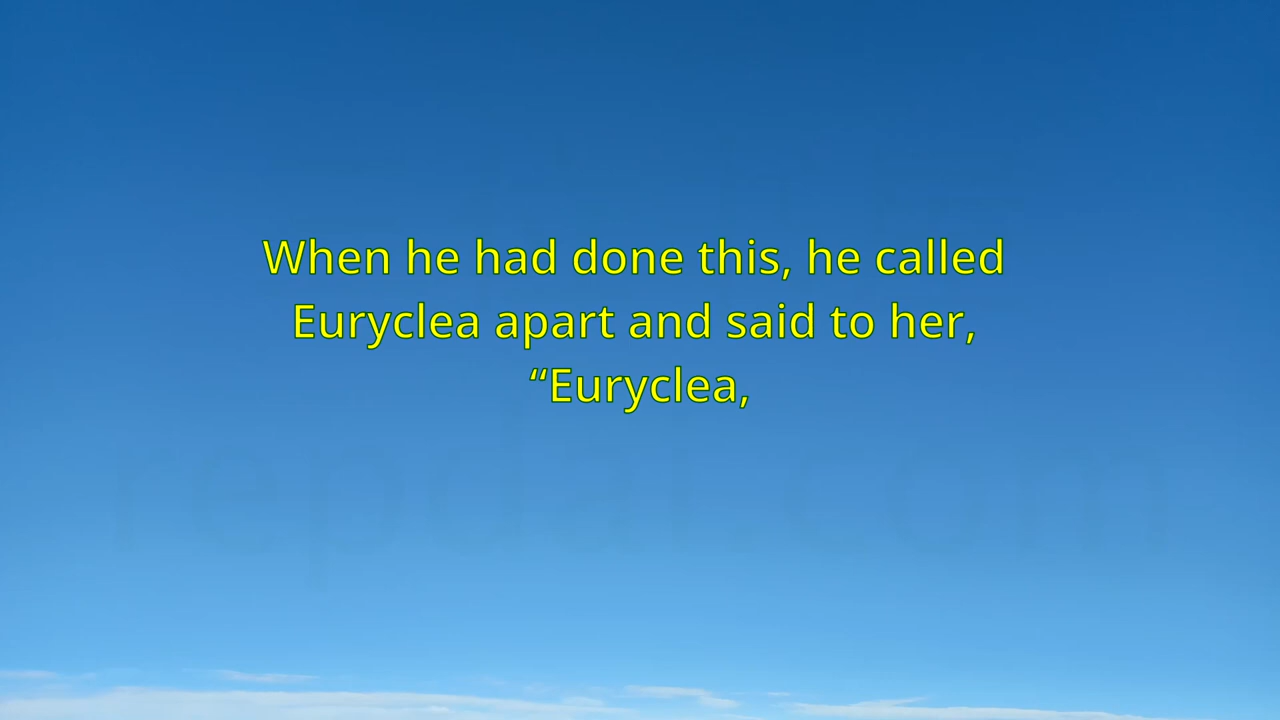 When he had done this, he called
Euryclea apart and said to her,
“Euryclea,